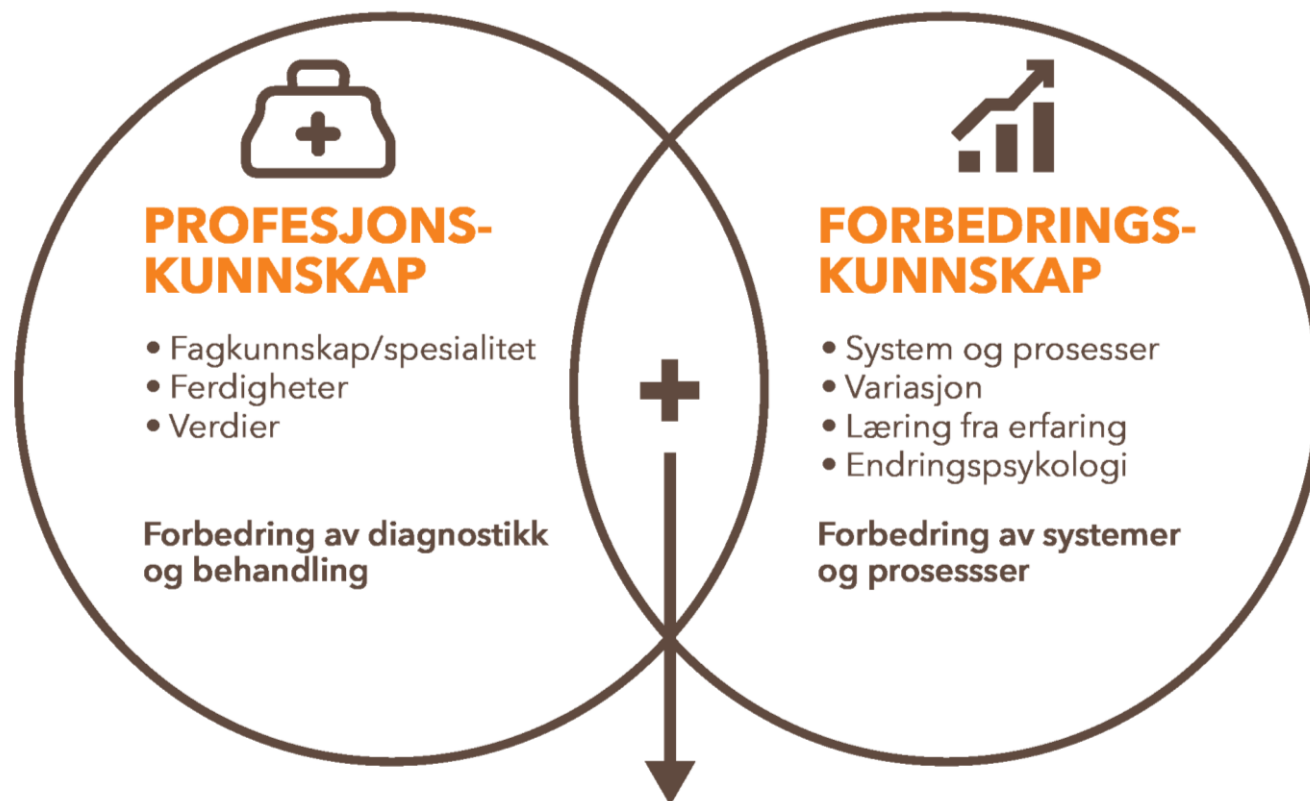 PROFESJONS-
KUNNSKAP
• Fagkunnskap/spesialitet
• Ferdigheter
• Verdier
Forbedring av diagnostikk
og behandling
+
FORBEDRINGS-
KUNNSKAP
• System og prosesser
• Variasjon
• Læring fra erfaring
• Endringspsykologi
Forbedring av systemer
og prosessser